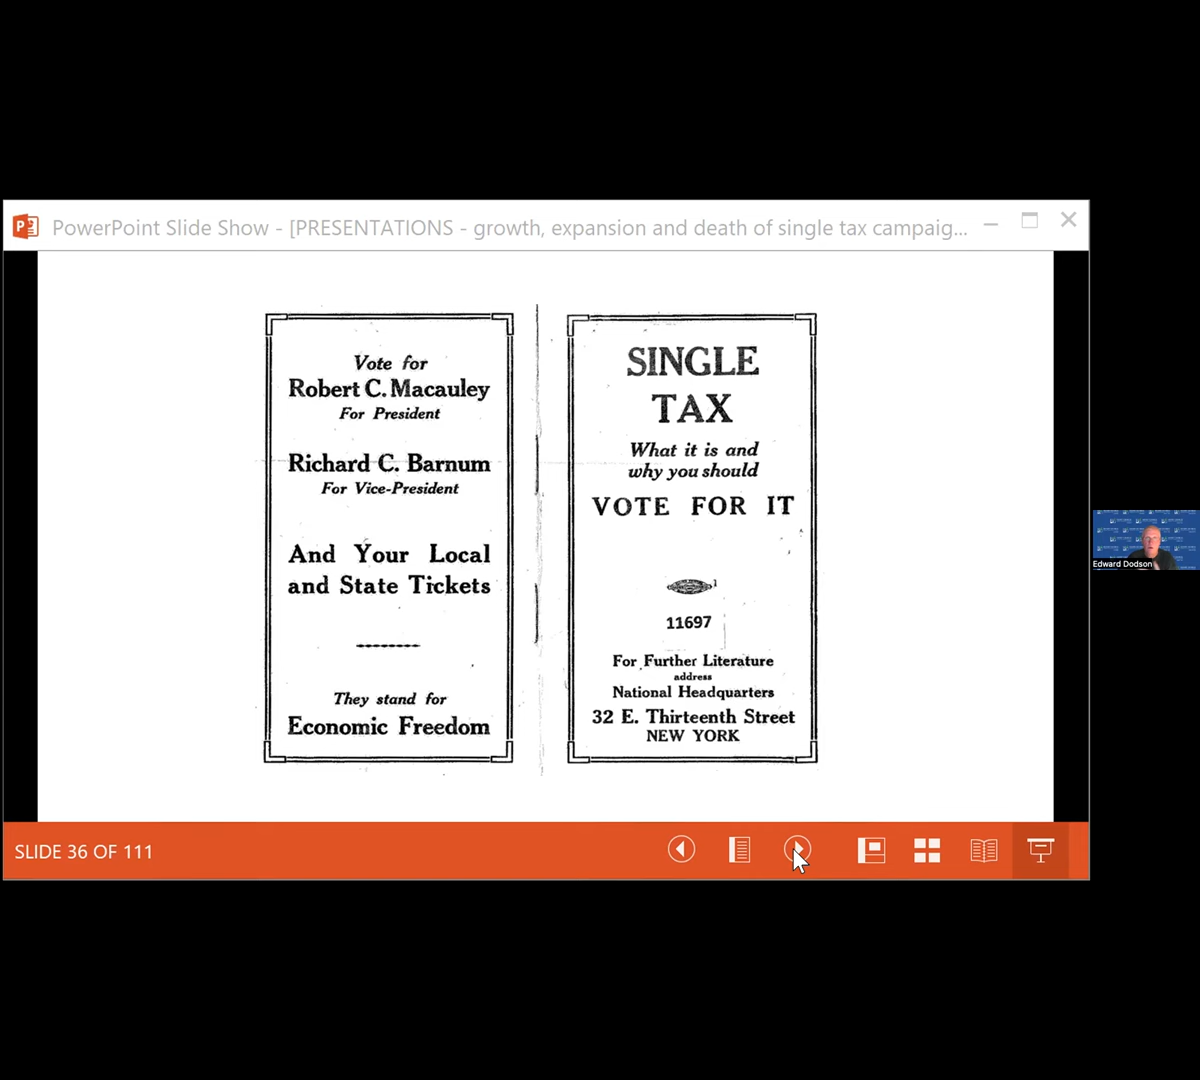 PowerPoint Slide Show - [PRESENTATIONS - growth, expansion and death of single tax campaig...
Vote for
Robert C. Macauley
For President
Richard C. Barnum
For Vice-President
And Your Local
and State Tickets
They stand for
Economic Freedom
SINGLE
TAX
What it is and
why you should
VOTE FOR IT
1
11697
For Further Literature
address
National Headquarters
32 E. Thirteenth Street
NEW YORK
Edward Dodson
SLIDE 36 OF 111